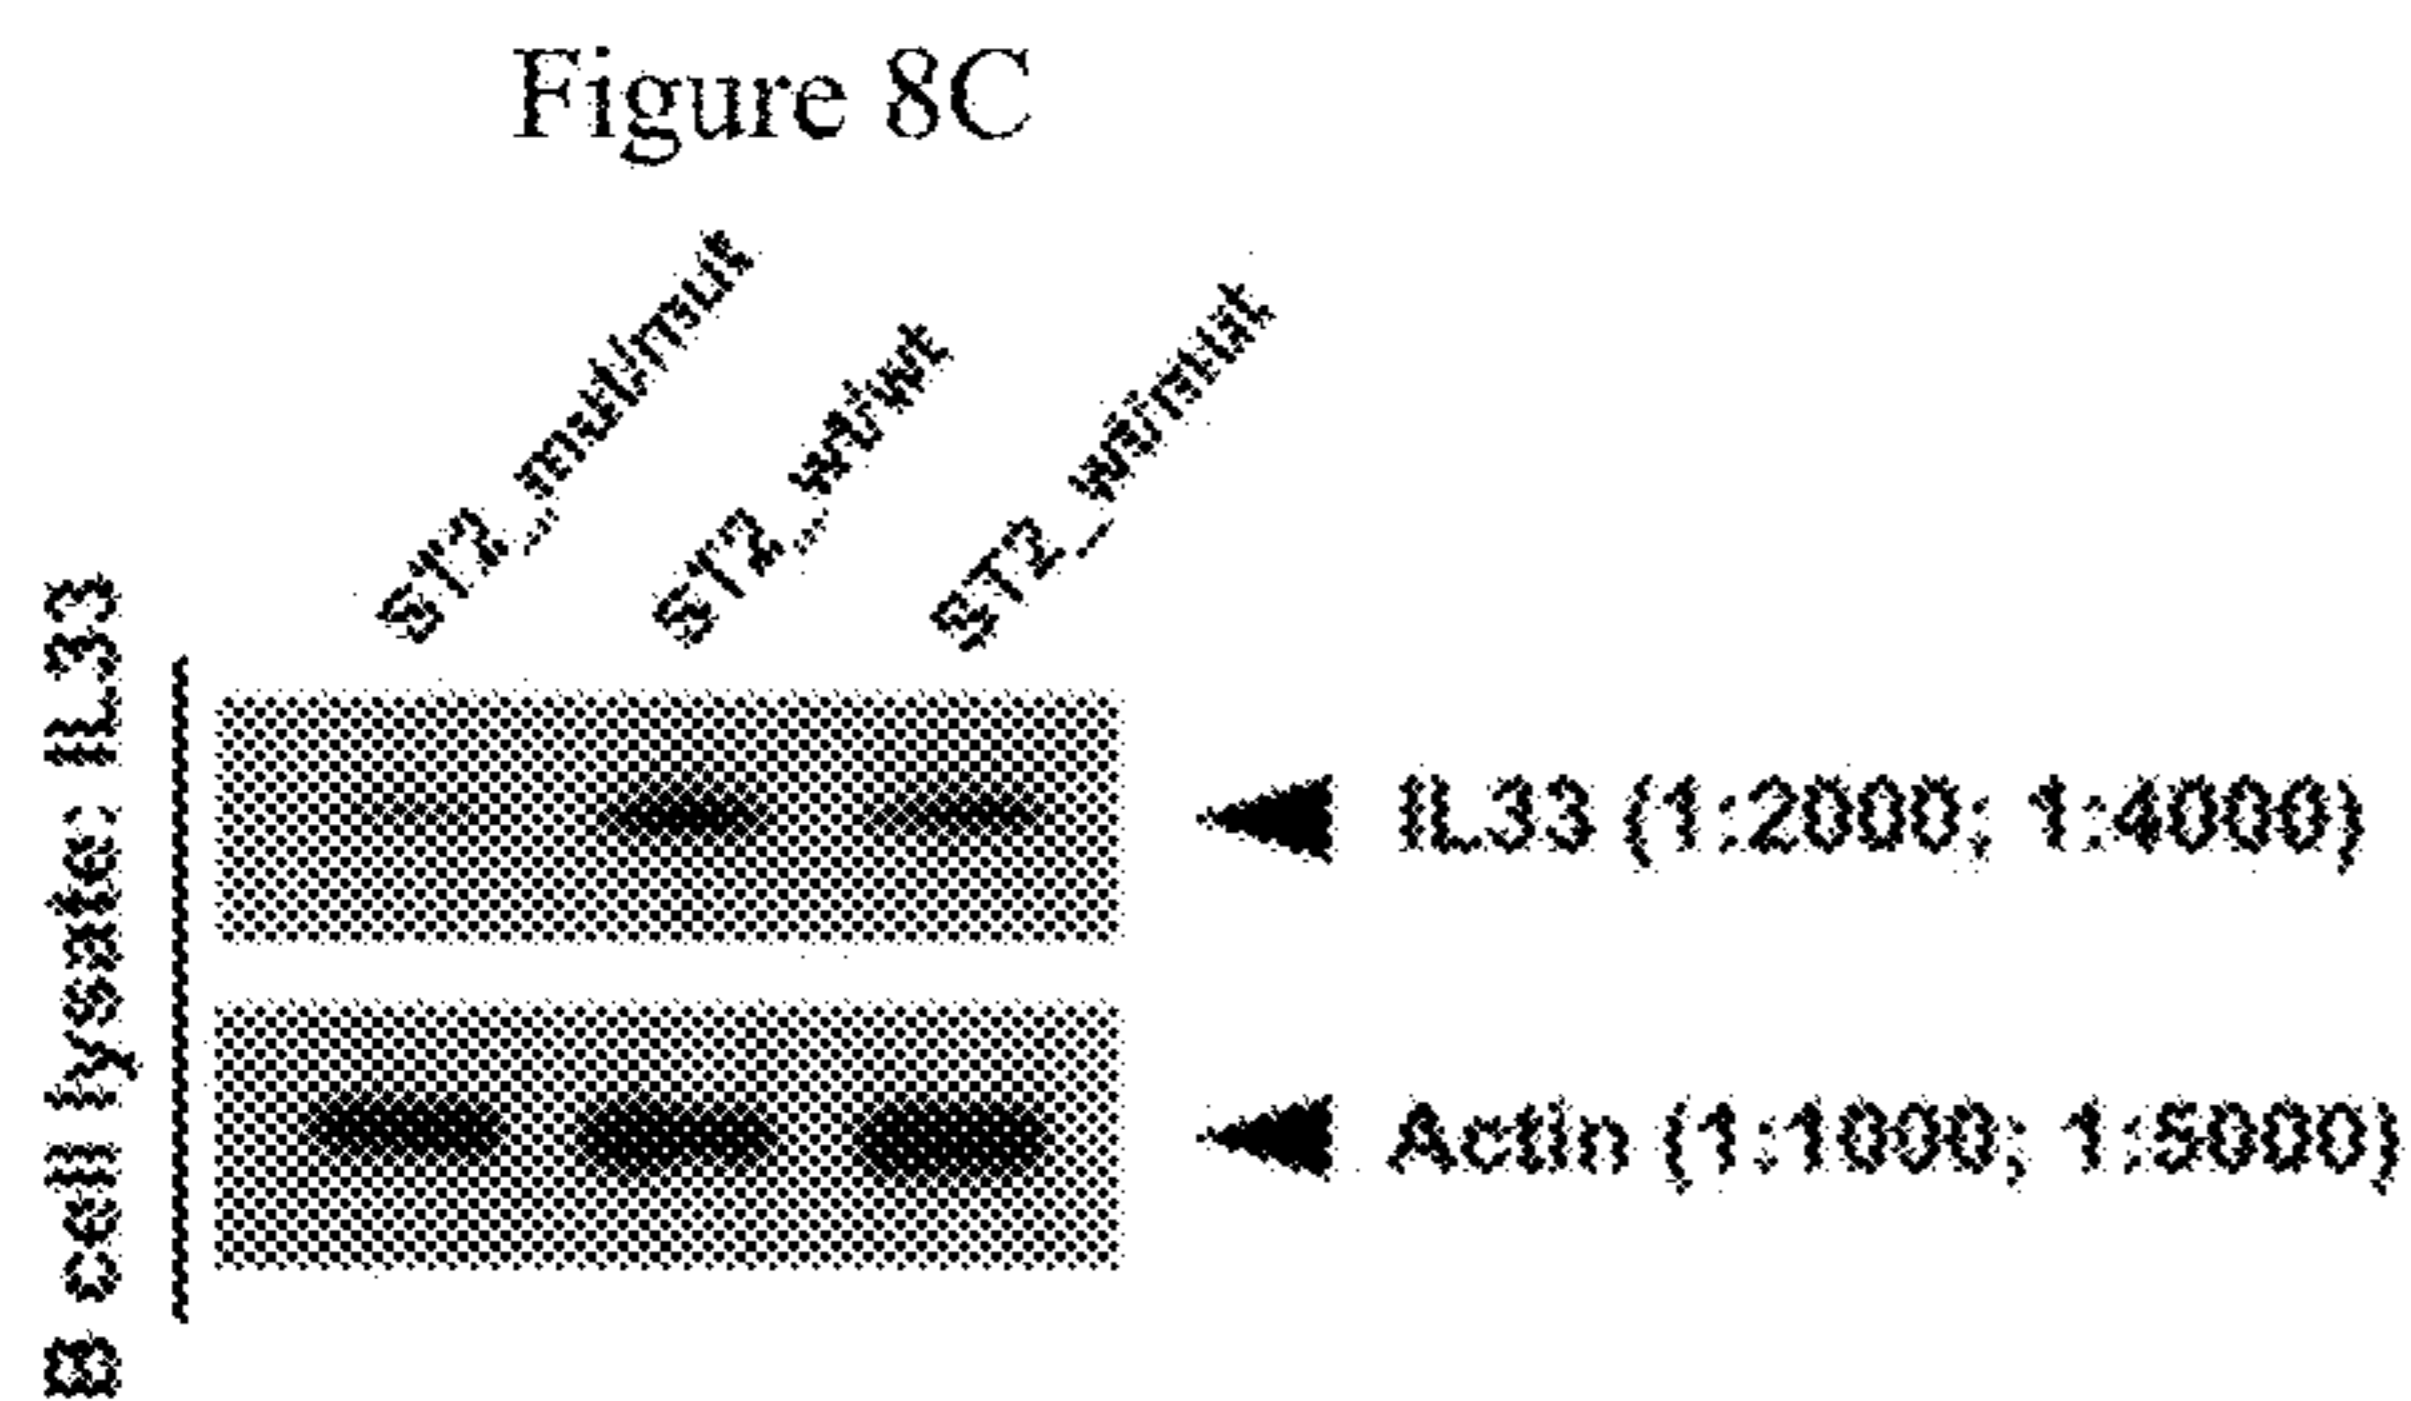 Figure 8C
ST2_mut/mut
ST2_wt/wt
ST2_wt/mut
B cell lysate: IL33
IL33 (1:2000; 1:4000)
Actin (1:1000; 1:5000)